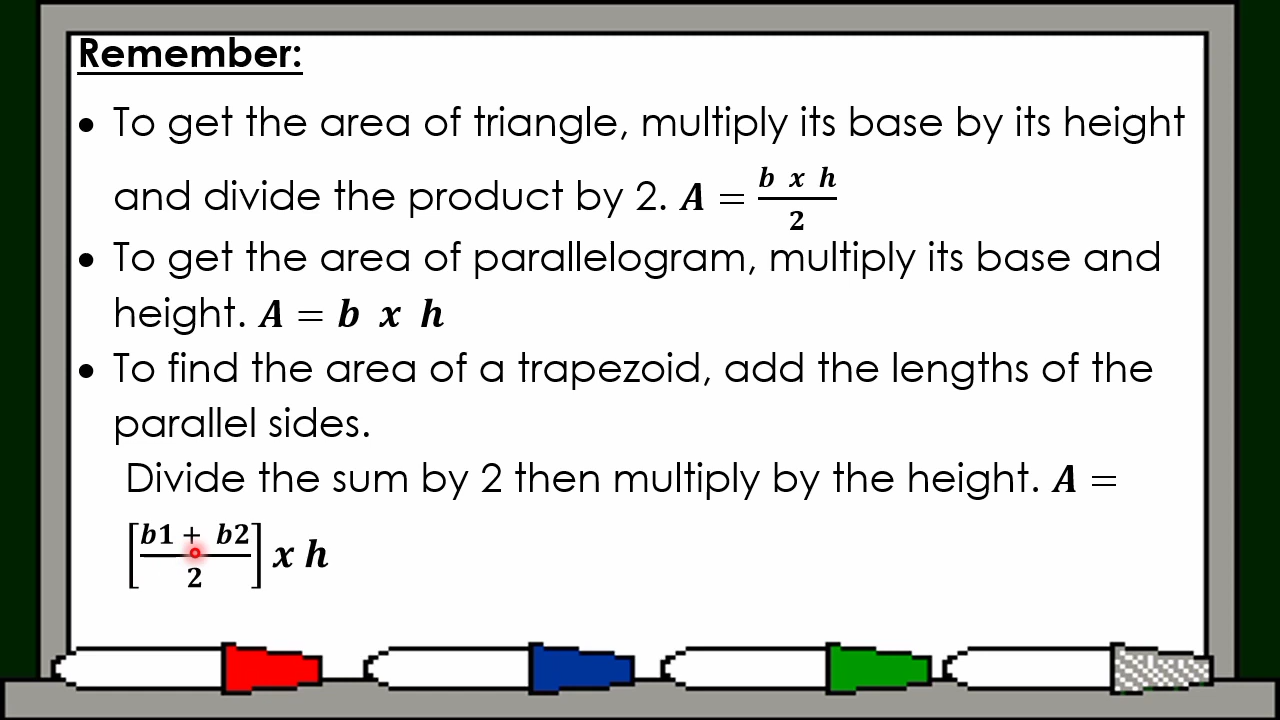 Remember:
• To get the area of triangle, multiply its base by its height
and divide the product by 2. A = b x h / 2
• To get the area of parallelogram, multiply its base and
height. A = b x h
• To find the area of a trapezoid, add the lengths of the
parallel sides.
Divide the sum by 2 then multiply by the height. A =
[b1 + b2 / 2] x h